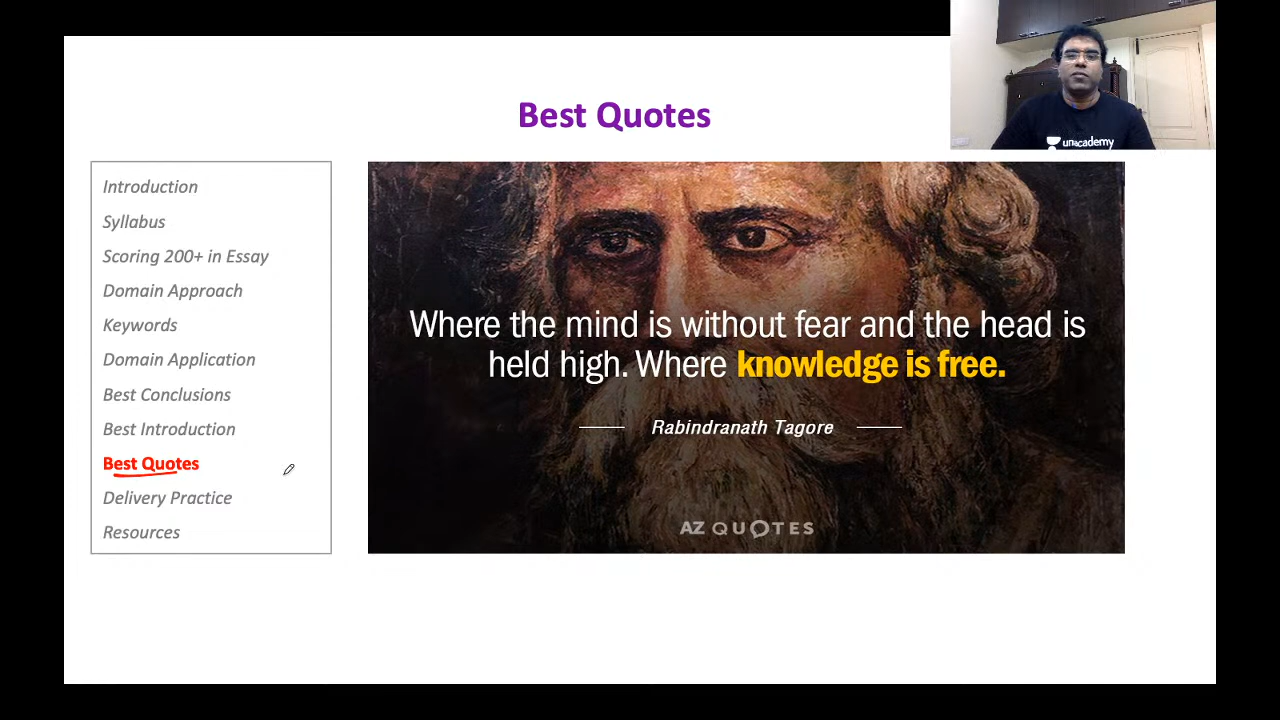 Best Quotes
unacademy
Introduction
Syllabus
Scoring 200+ in Essay
Domain Approach
Keywords
Domain Application
Best Conclusions
Best Introduction
Best Quotes
Delivery Practice
Resources
Where the mind is without fear and the head is
held high. Where knowledge is free.
Rabindranath Tagore
AZ QUOTES